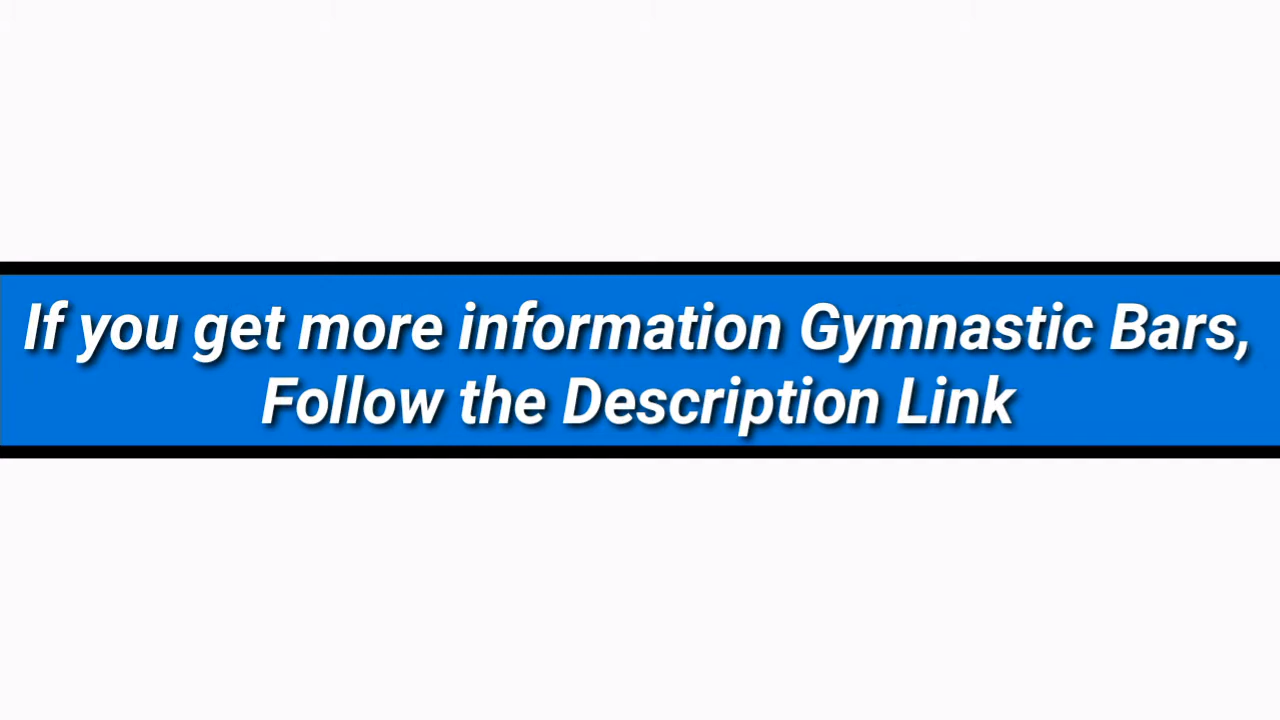 If you get more information Gymnastic Bars,
Follow the Description Link